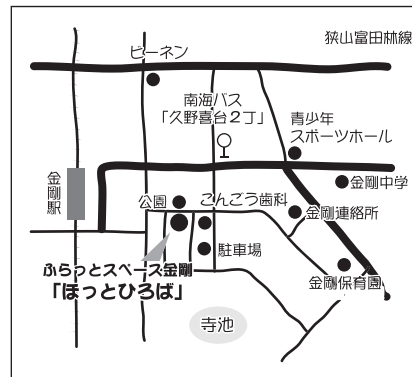 狭山富田林線
ピーネン
南海バス
「久野喜台２丁」
青少年
スポーツホール
金剛駅
金剛中学
公園
こんごう歯科
金剛連絡所
駐車場
ふらっとスペース金剛
「ほっとひろば」
金剛保育園
寺池